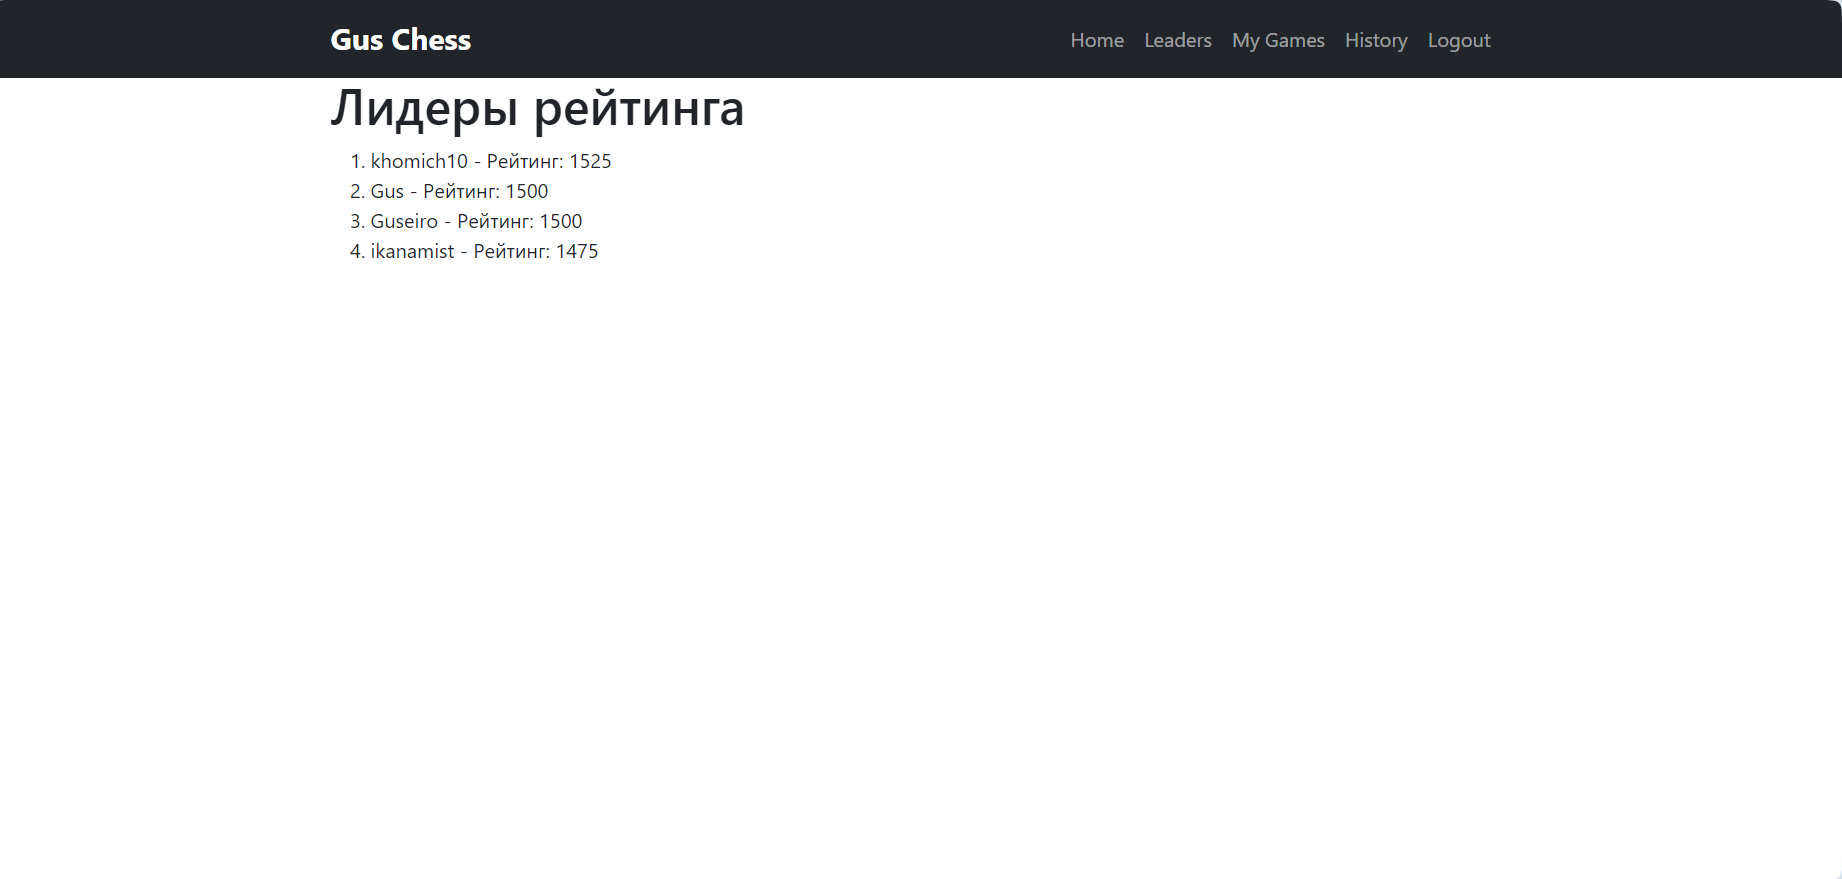 Gus Chess Home Leaders My Games History Logout
Лидеры рейтинга
1. khomich10 - Рейтинг: 1525
2. Gus - Рейтинг: 1500
3. Guseiro - Рейтинг: 1500
4. ikanamist - Рейтинг: 1475